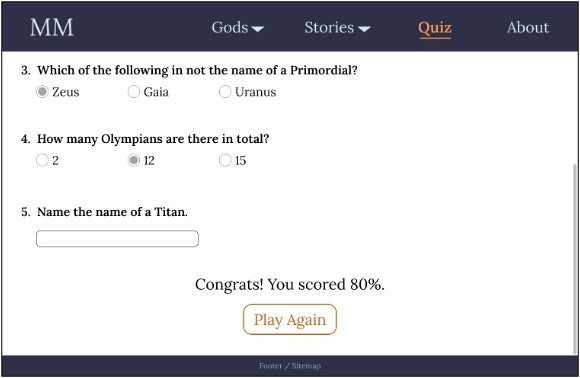 MM Gods Stories Quiz About
3. Which of the following in not the name of a Primordial?
Zeus Gaia Uranus
4. How many Olympians are there in total?
2 12 15
5. Name the name of a Titan.
Congrats! You scored 80%.
Play Again
Footer / Sitemap